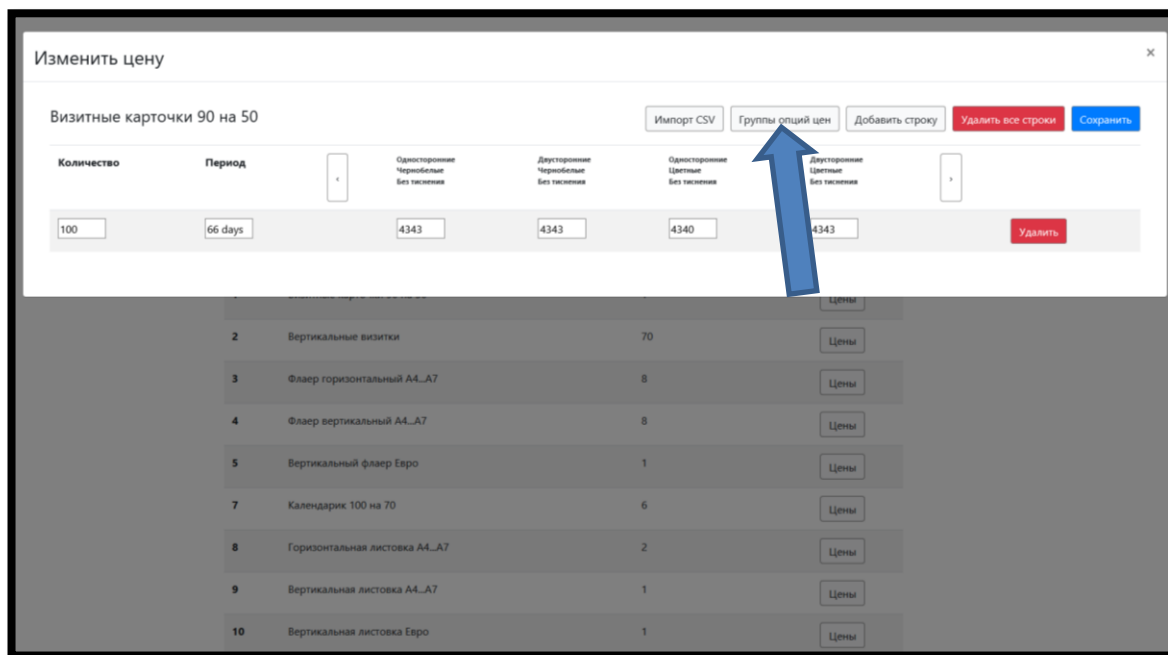 Изменить цену
×
Визитные карточки 90 на 50
Импорт CSV Группы опций цен Добавить строку Удалить все строки Сохранить
Количество Период ‹ Односторонние Чернобелые Без тиснения Двусторонние Чернобелые Без тиснения Односторонние Цветные Без тиснения Двусторонние Цветные Без тиснения ›
100 66 days 4343 4343 4340 4343 Удалить
Цены
2 Вертикальные визитки 70 Цены
3 Флаер горизонтальный А4...А7 8 Цены
4 Флаер вертикальный А4...А7 8 Цены
5 Вертикальный флаер Евро 1 Цены
7 Календарик 100 на 70 6 Цены
8 Горизонтальная листовка А4...А7 2 Цены
9 Вертикальная листовка А4...А7 1 Цены
10 Вертикальная листовка Евро 1 Цены